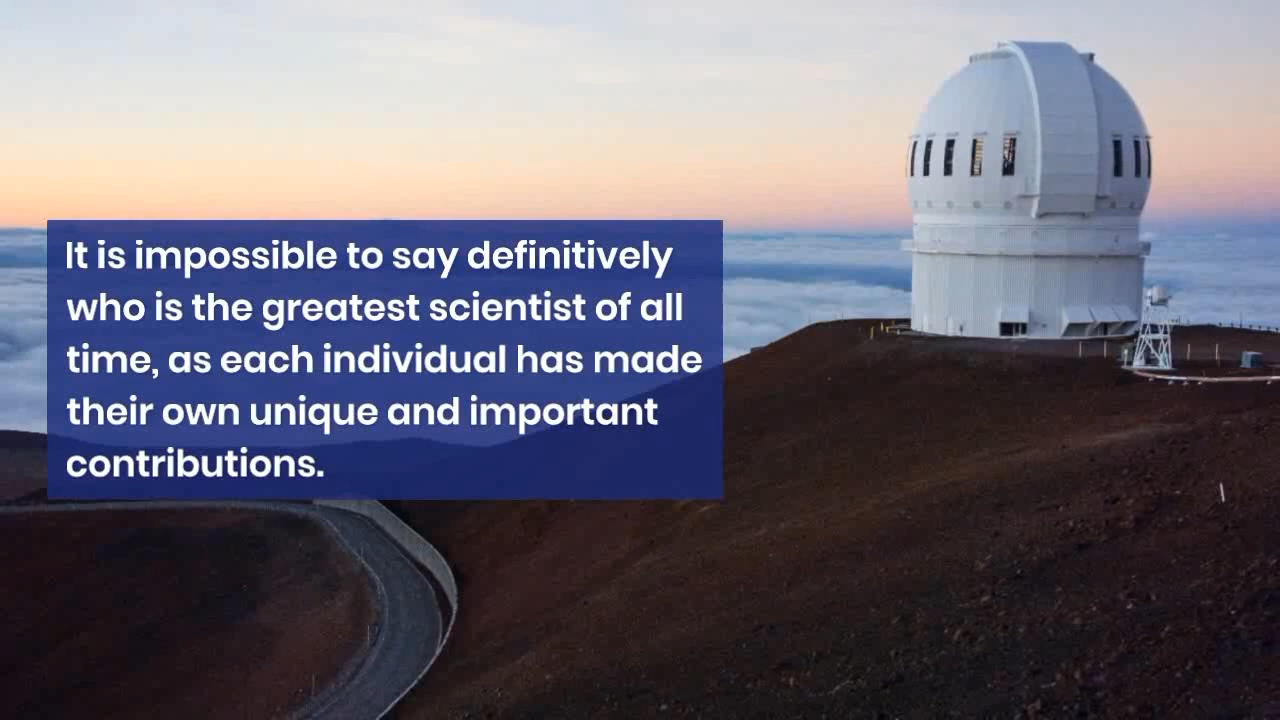 It is impossible to say definitively
who is the greatest scientist of all
time, as each individual has made
their own unique and important
contributions.